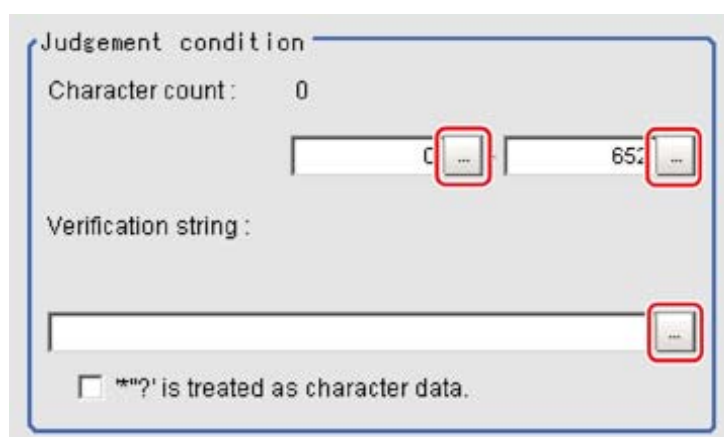 Judgement condition
Character count : 0
0 ... - 652 ...
Verification string :
...
'*''?' is treated as character data.